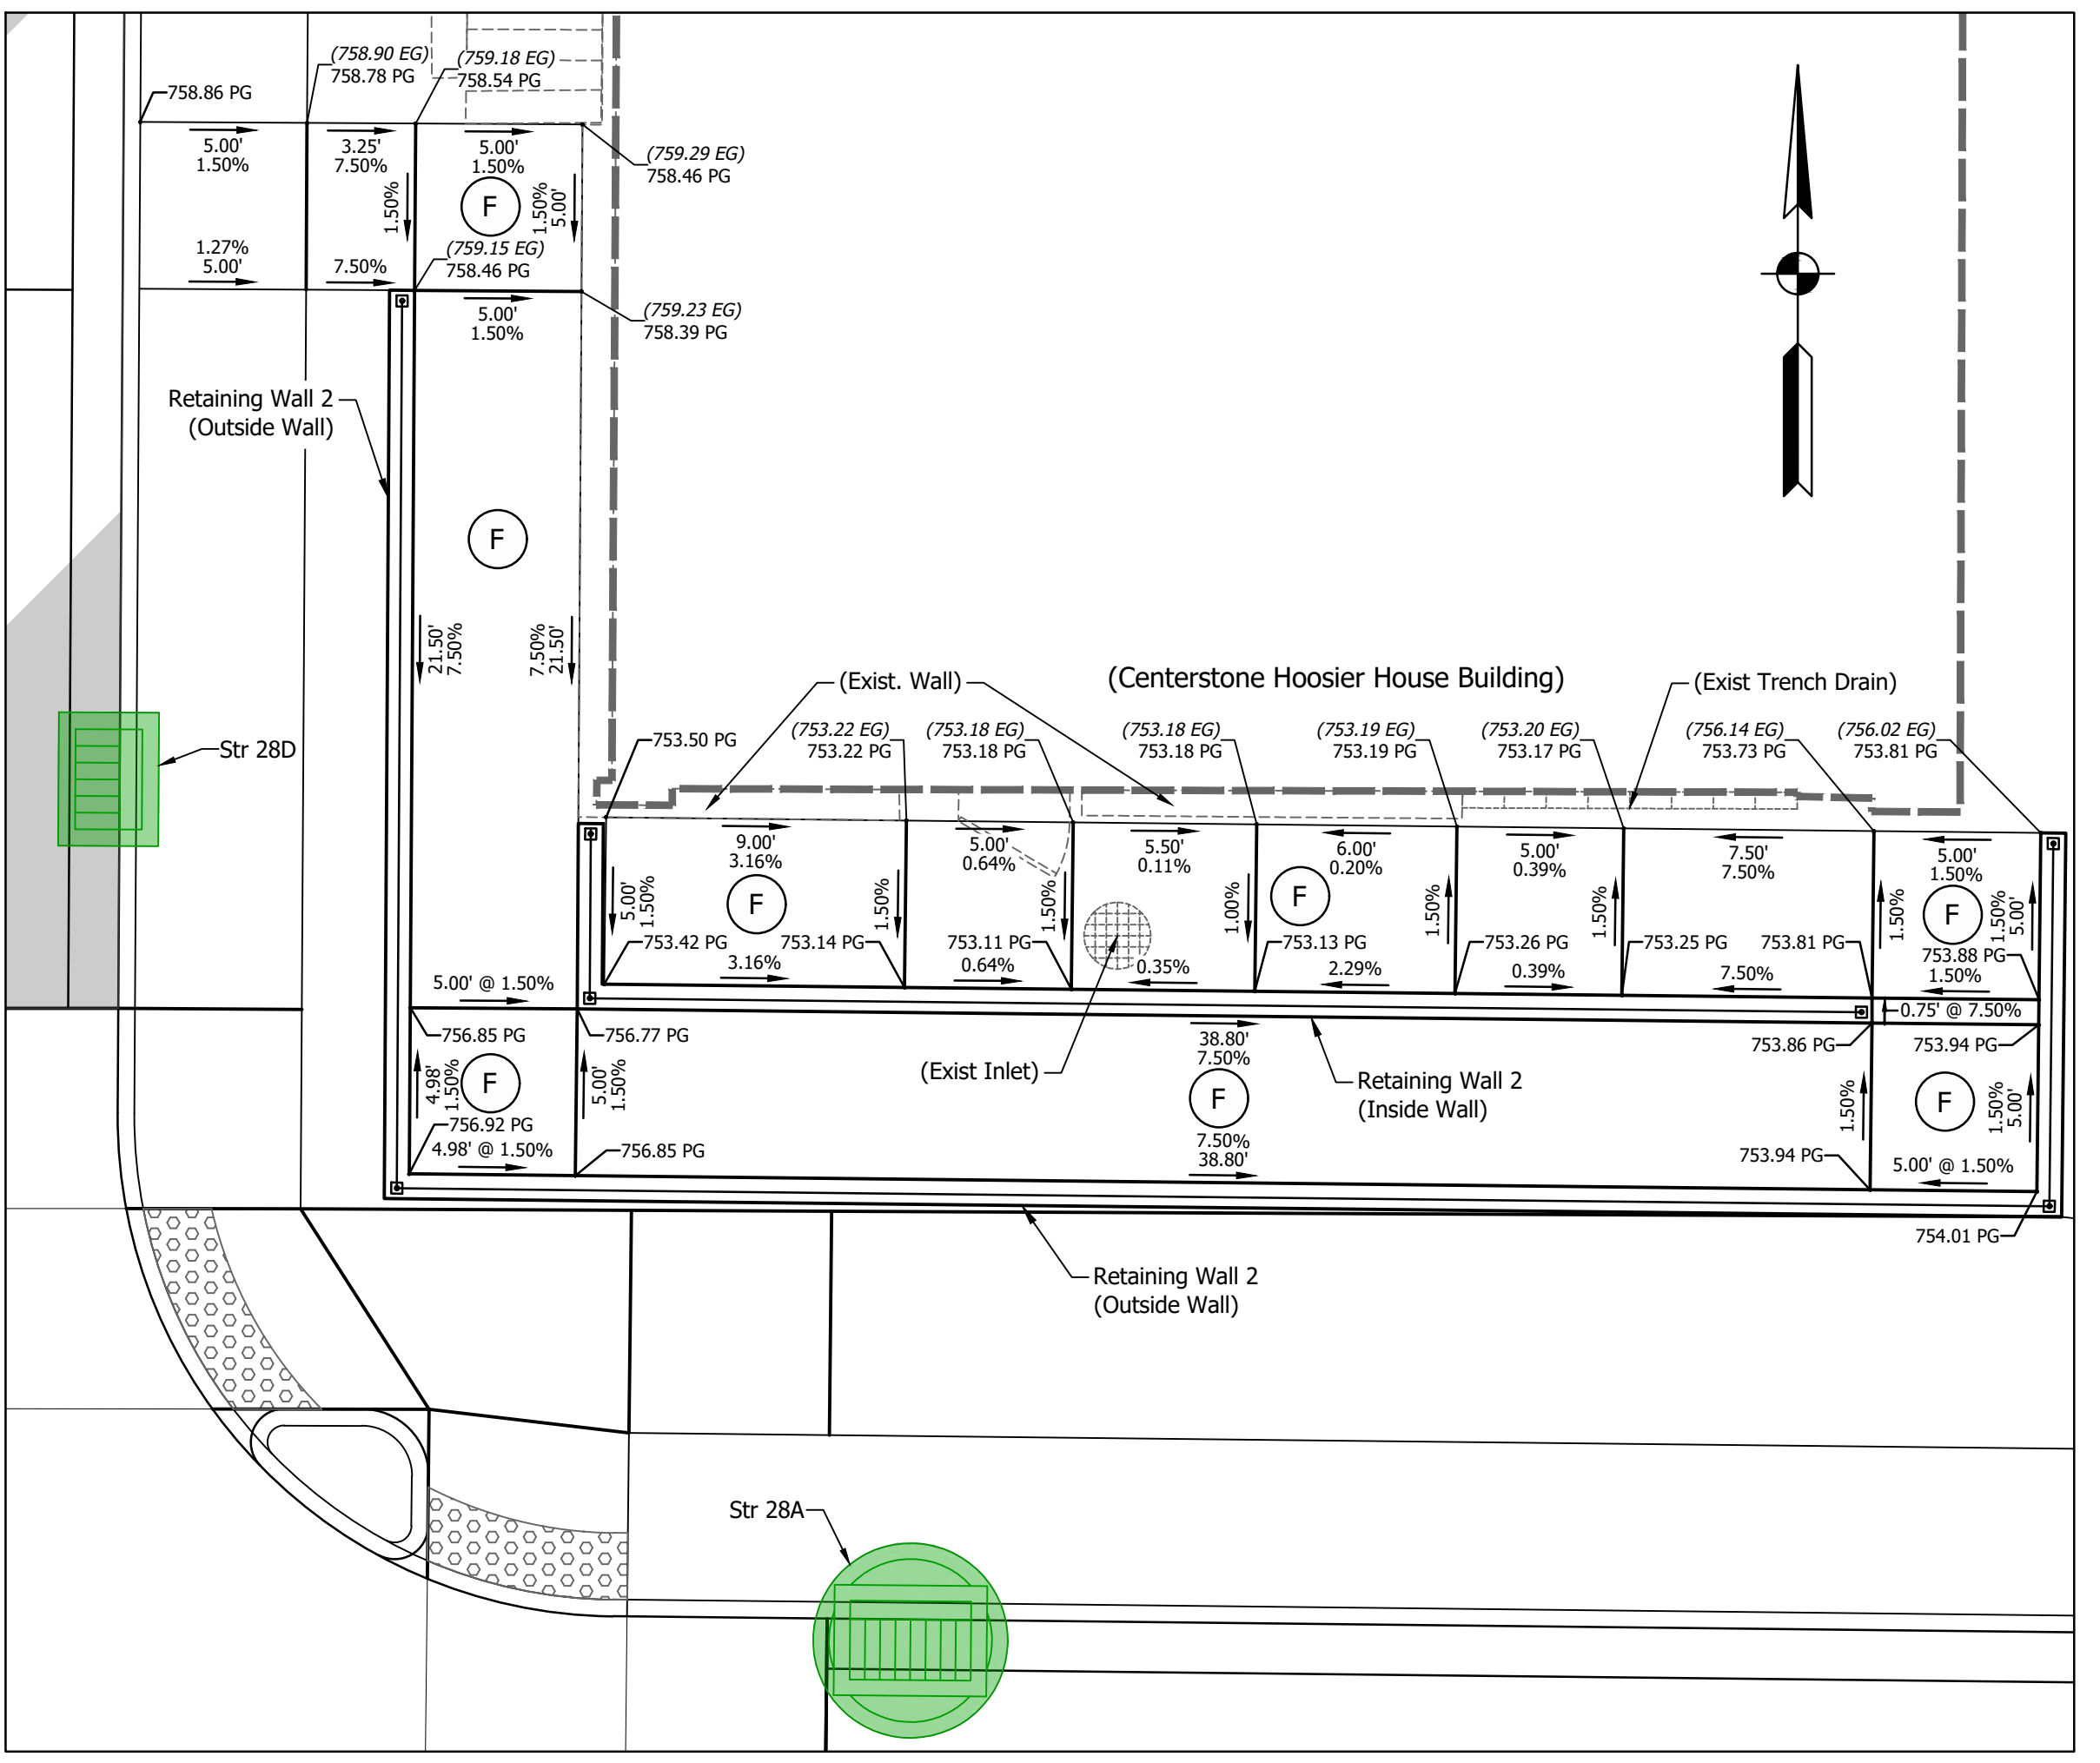 (758.90 EG)
758.78 PG
(759.18 EG)
758.54 PG
758.86 PG
5.00'
1.50%
3.25'
7.50%
5.00'
1.50%
(759.29 EG)
758.46 PG
1.50%
F
1.50%
5.00'
1.27%
5.00'
7.50%
(759.15 EG)
758.46 PG
5.00'
1.50%
(759.23 EG)
758.39 PG
Retaining Wall 2
(Outside Wall)
F
21.50'
7.50%
7.50%
21.50'
(Exist. Wall)
(Centerstone Hoosier House Building)
(Exist Trench Drain)
Str 28D
753.50 PG
(753.22 EG)
753.22 PG
(753.18 EG)
753.18 PG
(753.18 EG)
753.18 PG
(753.19 EG)
753.19 PG
(753.20 EG)
753.17 PG
(756.14 EG)
753.73 PG
(756.02 EG)
753.81 PG
9.00'
3.16%
5.00'
0.64%
5.50'
0.11%
6.00'
0.20%
5.00'
0.39%
7.50'
7.50%
5.00'
1.50%
5.00'
1.50%
F
1.50%
1.50%
1.00%
F
1.50%
1.50%
1.50%
F
1.50%
5.00'
753.42 PG
753.14 PG
753.11 PG
753.13 PG
753.26 PG
753.25 PG
753.81 PG
753.88 PG
3.16%
0.64%
0.35%
2.29%
0.39%
7.50%
1.50%
5.00' @ 1.50%
0.75' @ 7.50%
756.85 PG
756.77 PG
38.80'
7.50%
753.86 PG
753.94 PG
4.98'
1.50%
F
5.00'
1.50%
(Exist Inlet)
F
Retaining Wall 2
(Inside Wall)
1.50%
F
1.50%
5.00'
756.92 PG
4.98' @ 1.50%
756.85 PG
7.50%
38.80'
753.94 PG
5.00' @ 1.50%
754.01 PG
Retaining Wall 2
(Outside Wall)
Str 28A